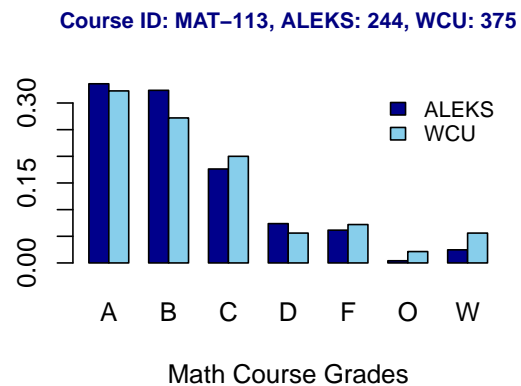 Course ID: MAT−113, ALEKS: 244, WCU: 375
0.30
0.15
0.00
ALEKS
WCU
A B C D F O W
Math Course Grades